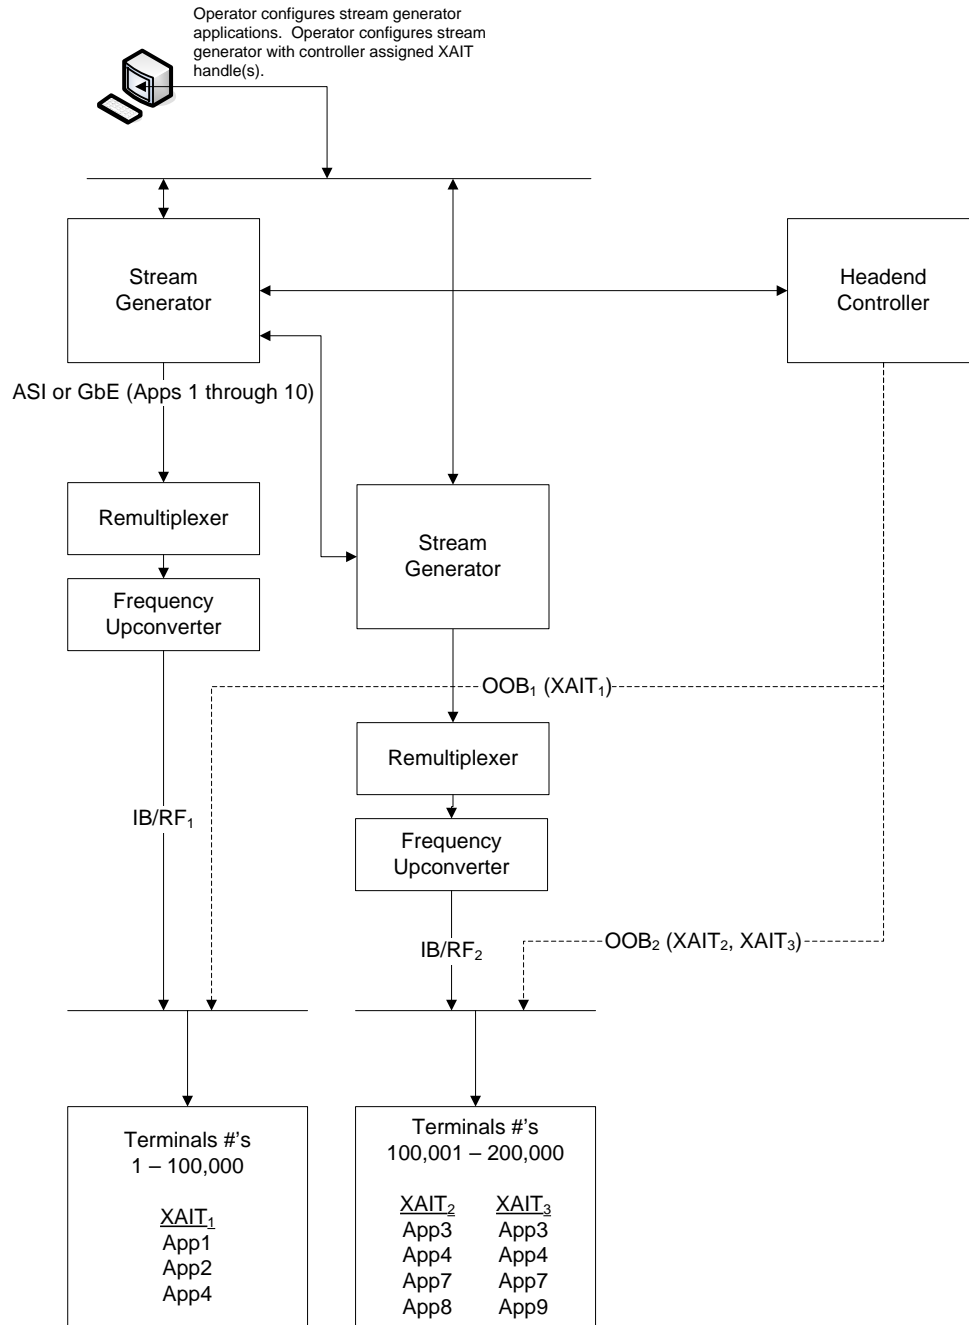 Operator configures stream generator
applications.  Operator configures stream
generator with controller assigned XAIT
handle(s).
Stream
Generator
Headend
Controller
ASI or GbE (Apps 1 through 10)
Remultiplexer
Stream
Generator
Frequency
Upconverter
OOB₁ (XAIT₁)
Remultiplexer
IB/RF₁
Frequency
Upconverter
OOB₂ (XAIT₂, XAIT₃)
IB/RF₂
Terminals #'s
1 – 100,000
XAIT₁
App1
App2
App4
Terminals #'s
100,001 – 200,000
XAIT₂
App3
App4
App7
App8
XAIT₃
App3
App4
App7
App9